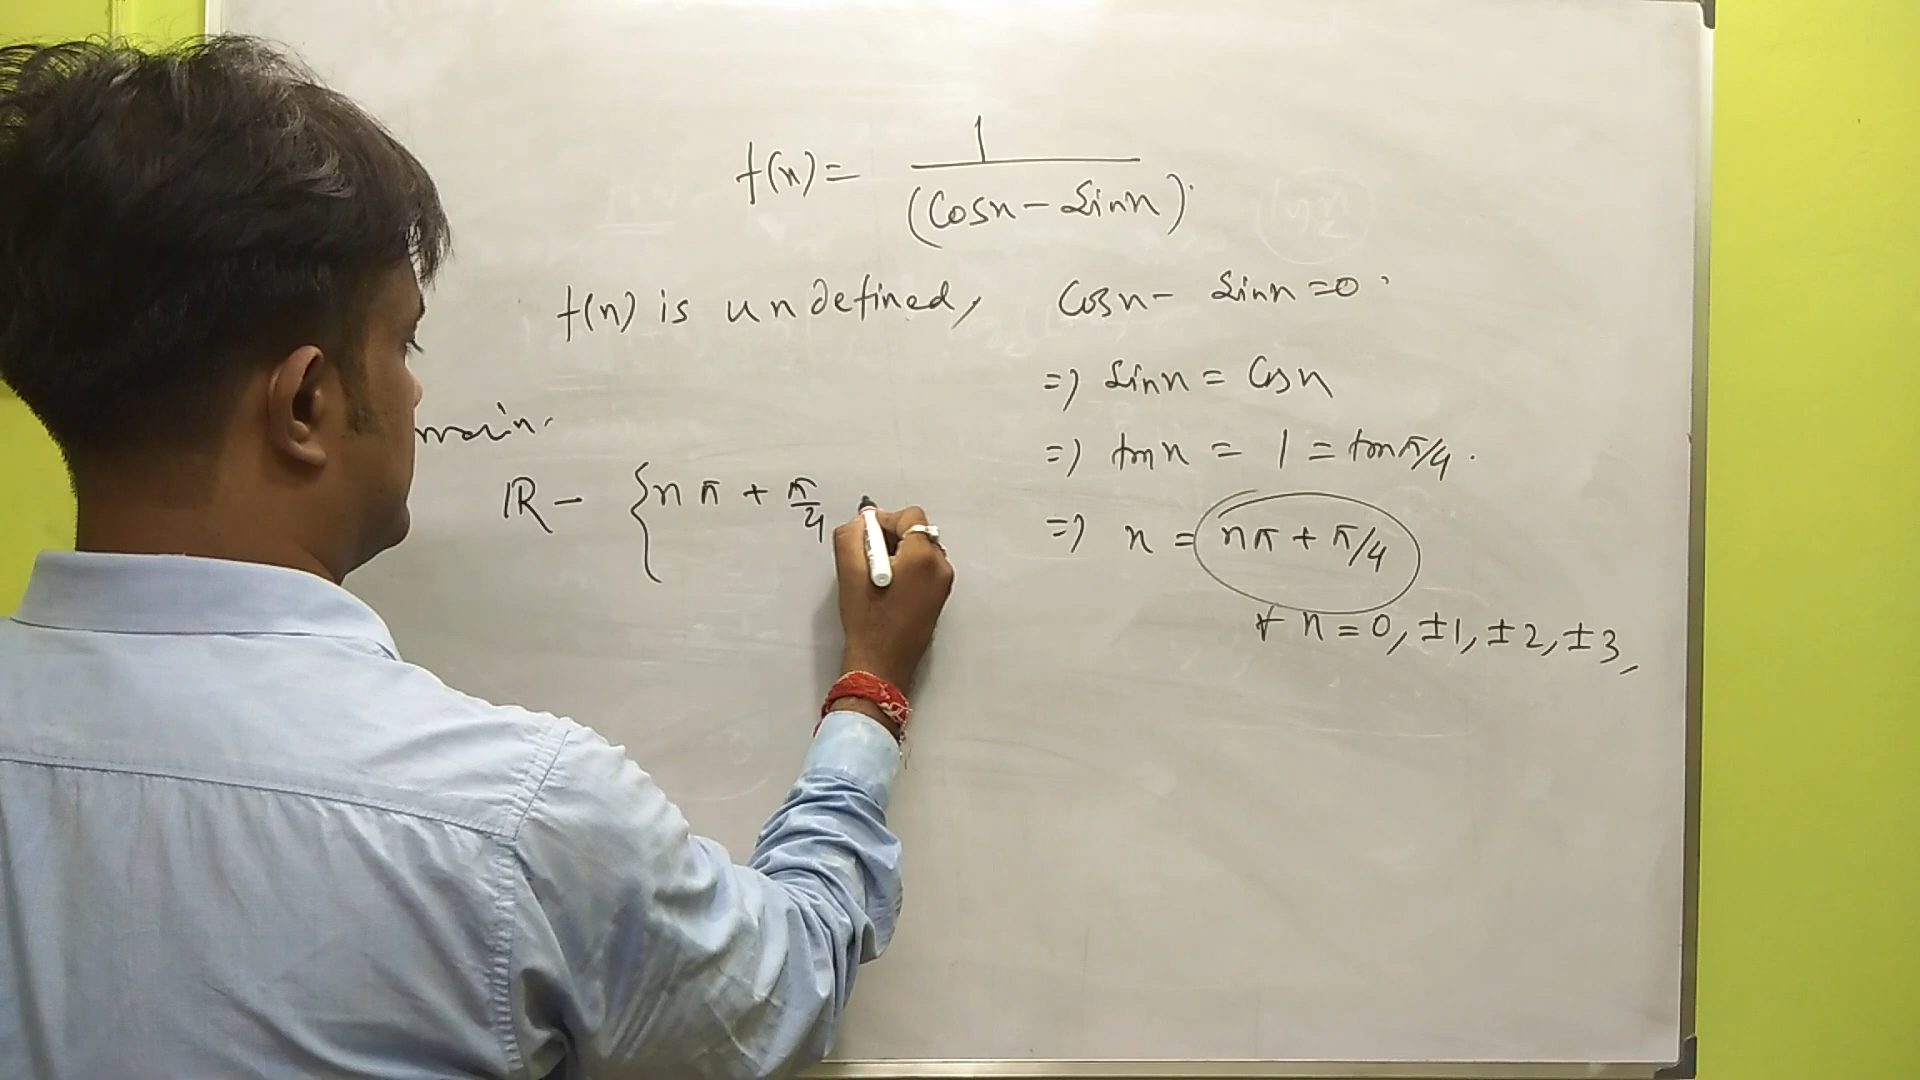 f(x) = 1 / (Cosx - Sinx).
f(x) is undefined, Cosx - Sinx = 0.
=> Sinx = Cosx
=> tanx = 1 = tanπ/4.
=> x = nπ + π/4
∀ n = 0, ±1, ±2, ±3,
main.
IR - { nπ + π/4